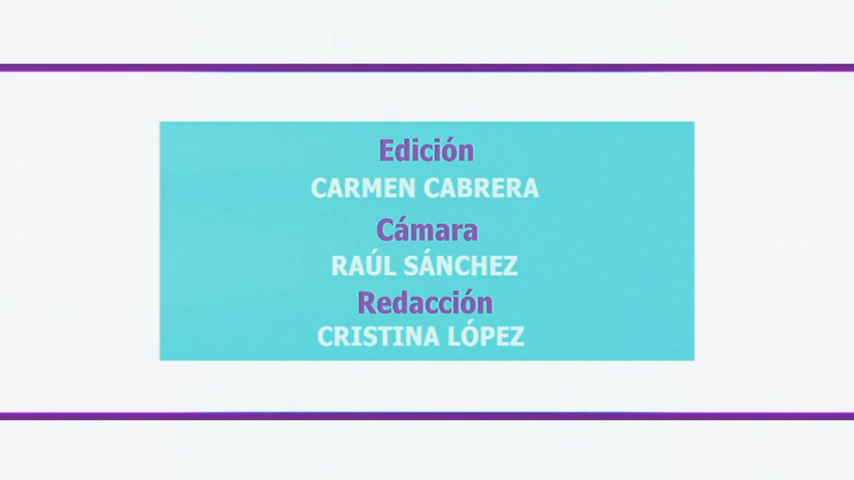 Edición
CARMEN CABRERA
Cámara
RAÚL SÁNCHEZ
Redacción
CRISTINA LÓPEZ